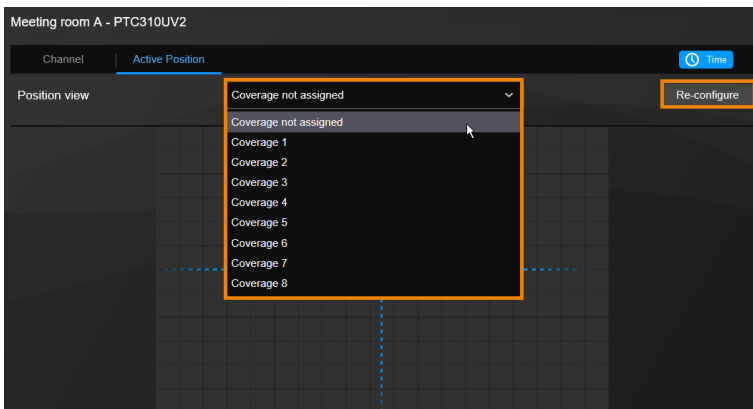 Meeting room A - PTC310UV2
Channel Active Position Time
Position view Coverage not assigned Re-configure
Coverage not assigned
Coverage 1
Coverage 2
Coverage 3
Coverage 4
Coverage 5
Coverage 6
Coverage 7
Coverage 8